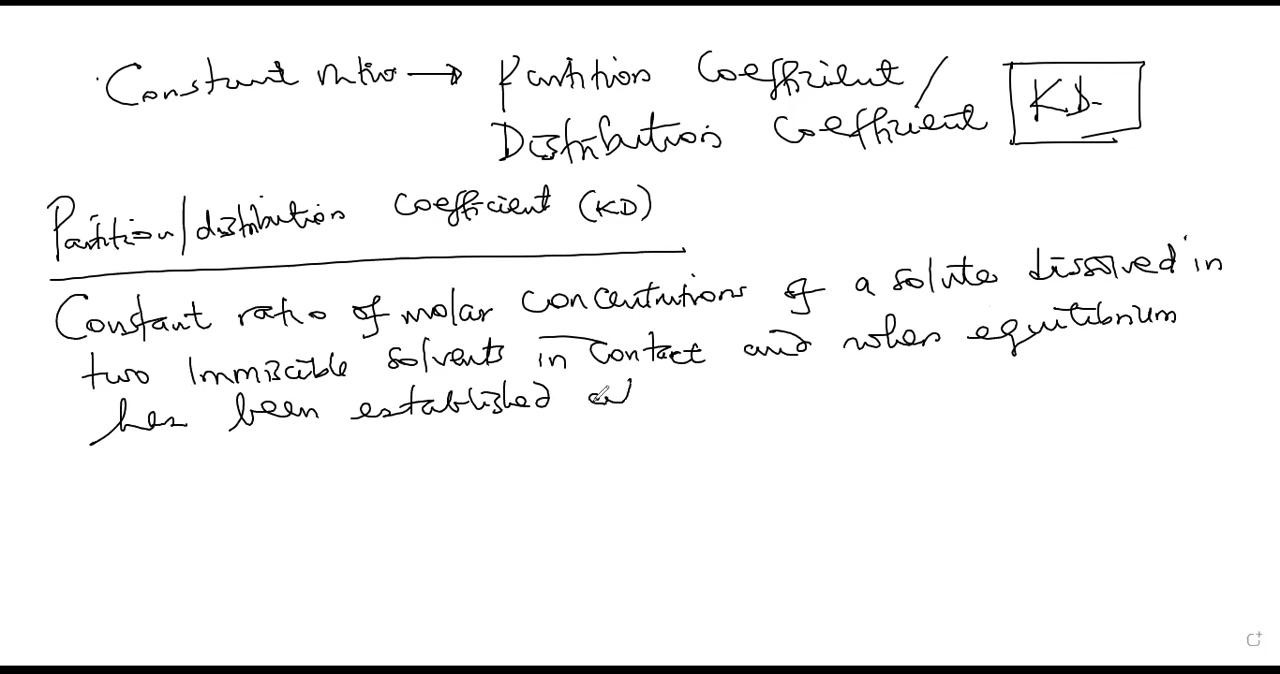 Constant ratio → Partition Coefficient /
Distribution coefficient KD
Partition/distribution coefficient (KD)
Constant ratio of molar concentrations of a solute dissolved in
two immiscible solvents in contact and when equilibrium
has been established